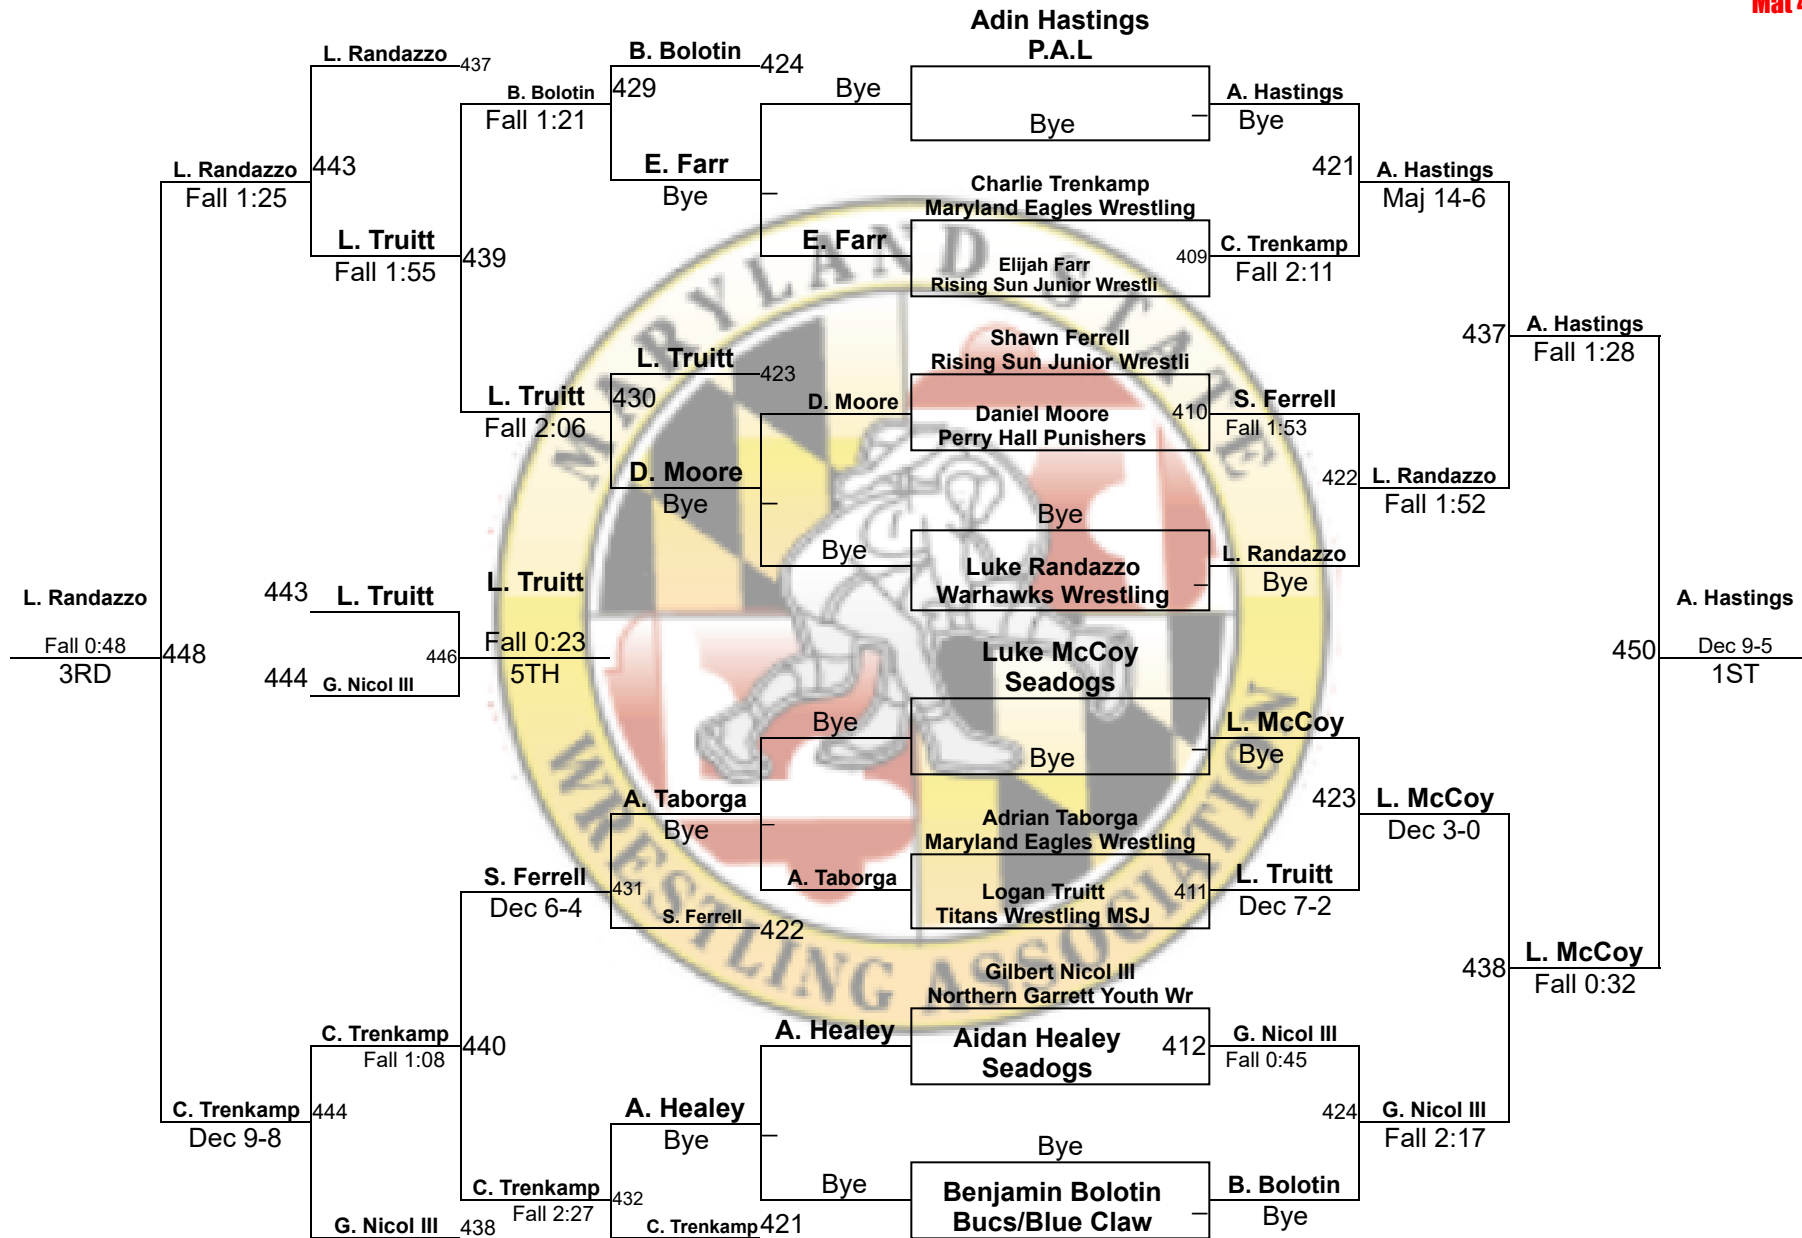 Mat 4
Adin Hastings
P.A.L
L. Randazzo 437
B. Bolotin 424
Bye
A. Hastings
B. Bolotin 429
Fall 1:21
Bye
Bye
E. Farr
Bye
421
A. Hastings
Maj 14-6
L. Randazzo 443
Fall 1:25
Charlie Trenkamp
Maryland Eagles Wrestling
L. Truitt 439
Fall 1:55
E. Farr
Elijah Farr
Rising Sun Junior Wrestli
409
C. Trenkamp
Fall 2:11
MARYLAND STATE
WRESTLING ASSOCIATION
437
A. Hastings
Fall 1:28
Shawn Ferrell
Rising Sun Junior Wrestli
L. Truitt 423
L. Truitt 430
Fall 2:06
D. Moore
Daniel Moore
Perry Hall Punishers
410
S. Ferrell
Fall 1:53
D. Moore
Bye
422
L. Randazzo
Fall 1:52
Bye
Bye
Luke Randazzo
Warhawks Wrestling
L. Randazzo
Bye
L. Randazzo
Fall 0:48
3RD
448
443
L. Truitt
444
G. Nicol III
446
L. Truitt
Fall 0:23
5TH
450
A. Hastings
Dec 9-5
1ST
Luke McCoy
Seadogs
Bye
Bye
L. McCoy
Bye
A. Taborga
Bye
423
L. McCoy
Dec 3-0
Adrian Taborga
Maryland Eagles Wrestling
S. Ferrell 431
Dec 6-4
A. Taborga
Logan Truitt
Titans Wrestling MSJ
411
L. Truitt
Dec 7-2
S. Ferrell 422
438
L. McCoy
Fall 0:32
Gilbert Nicol III
Northern Garrett Youth Wr
C. Trenkamp 440
Fall 1:08
A. Healey
Aidan Healey
Seadogs
412
G. Nicol III
Fall 0:45
C. Trenkamp 444
Dec 9-8
A. Healey
Bye
424
G. Nicol III
Fall 2:17
Bye
C. Trenkamp 432
Fall 2:27
Bye
Benjamin Bolotin
Bucs/Blue Claw
B. Bolotin
Bye
G. Nicol III 438
C. Trenkamp 421